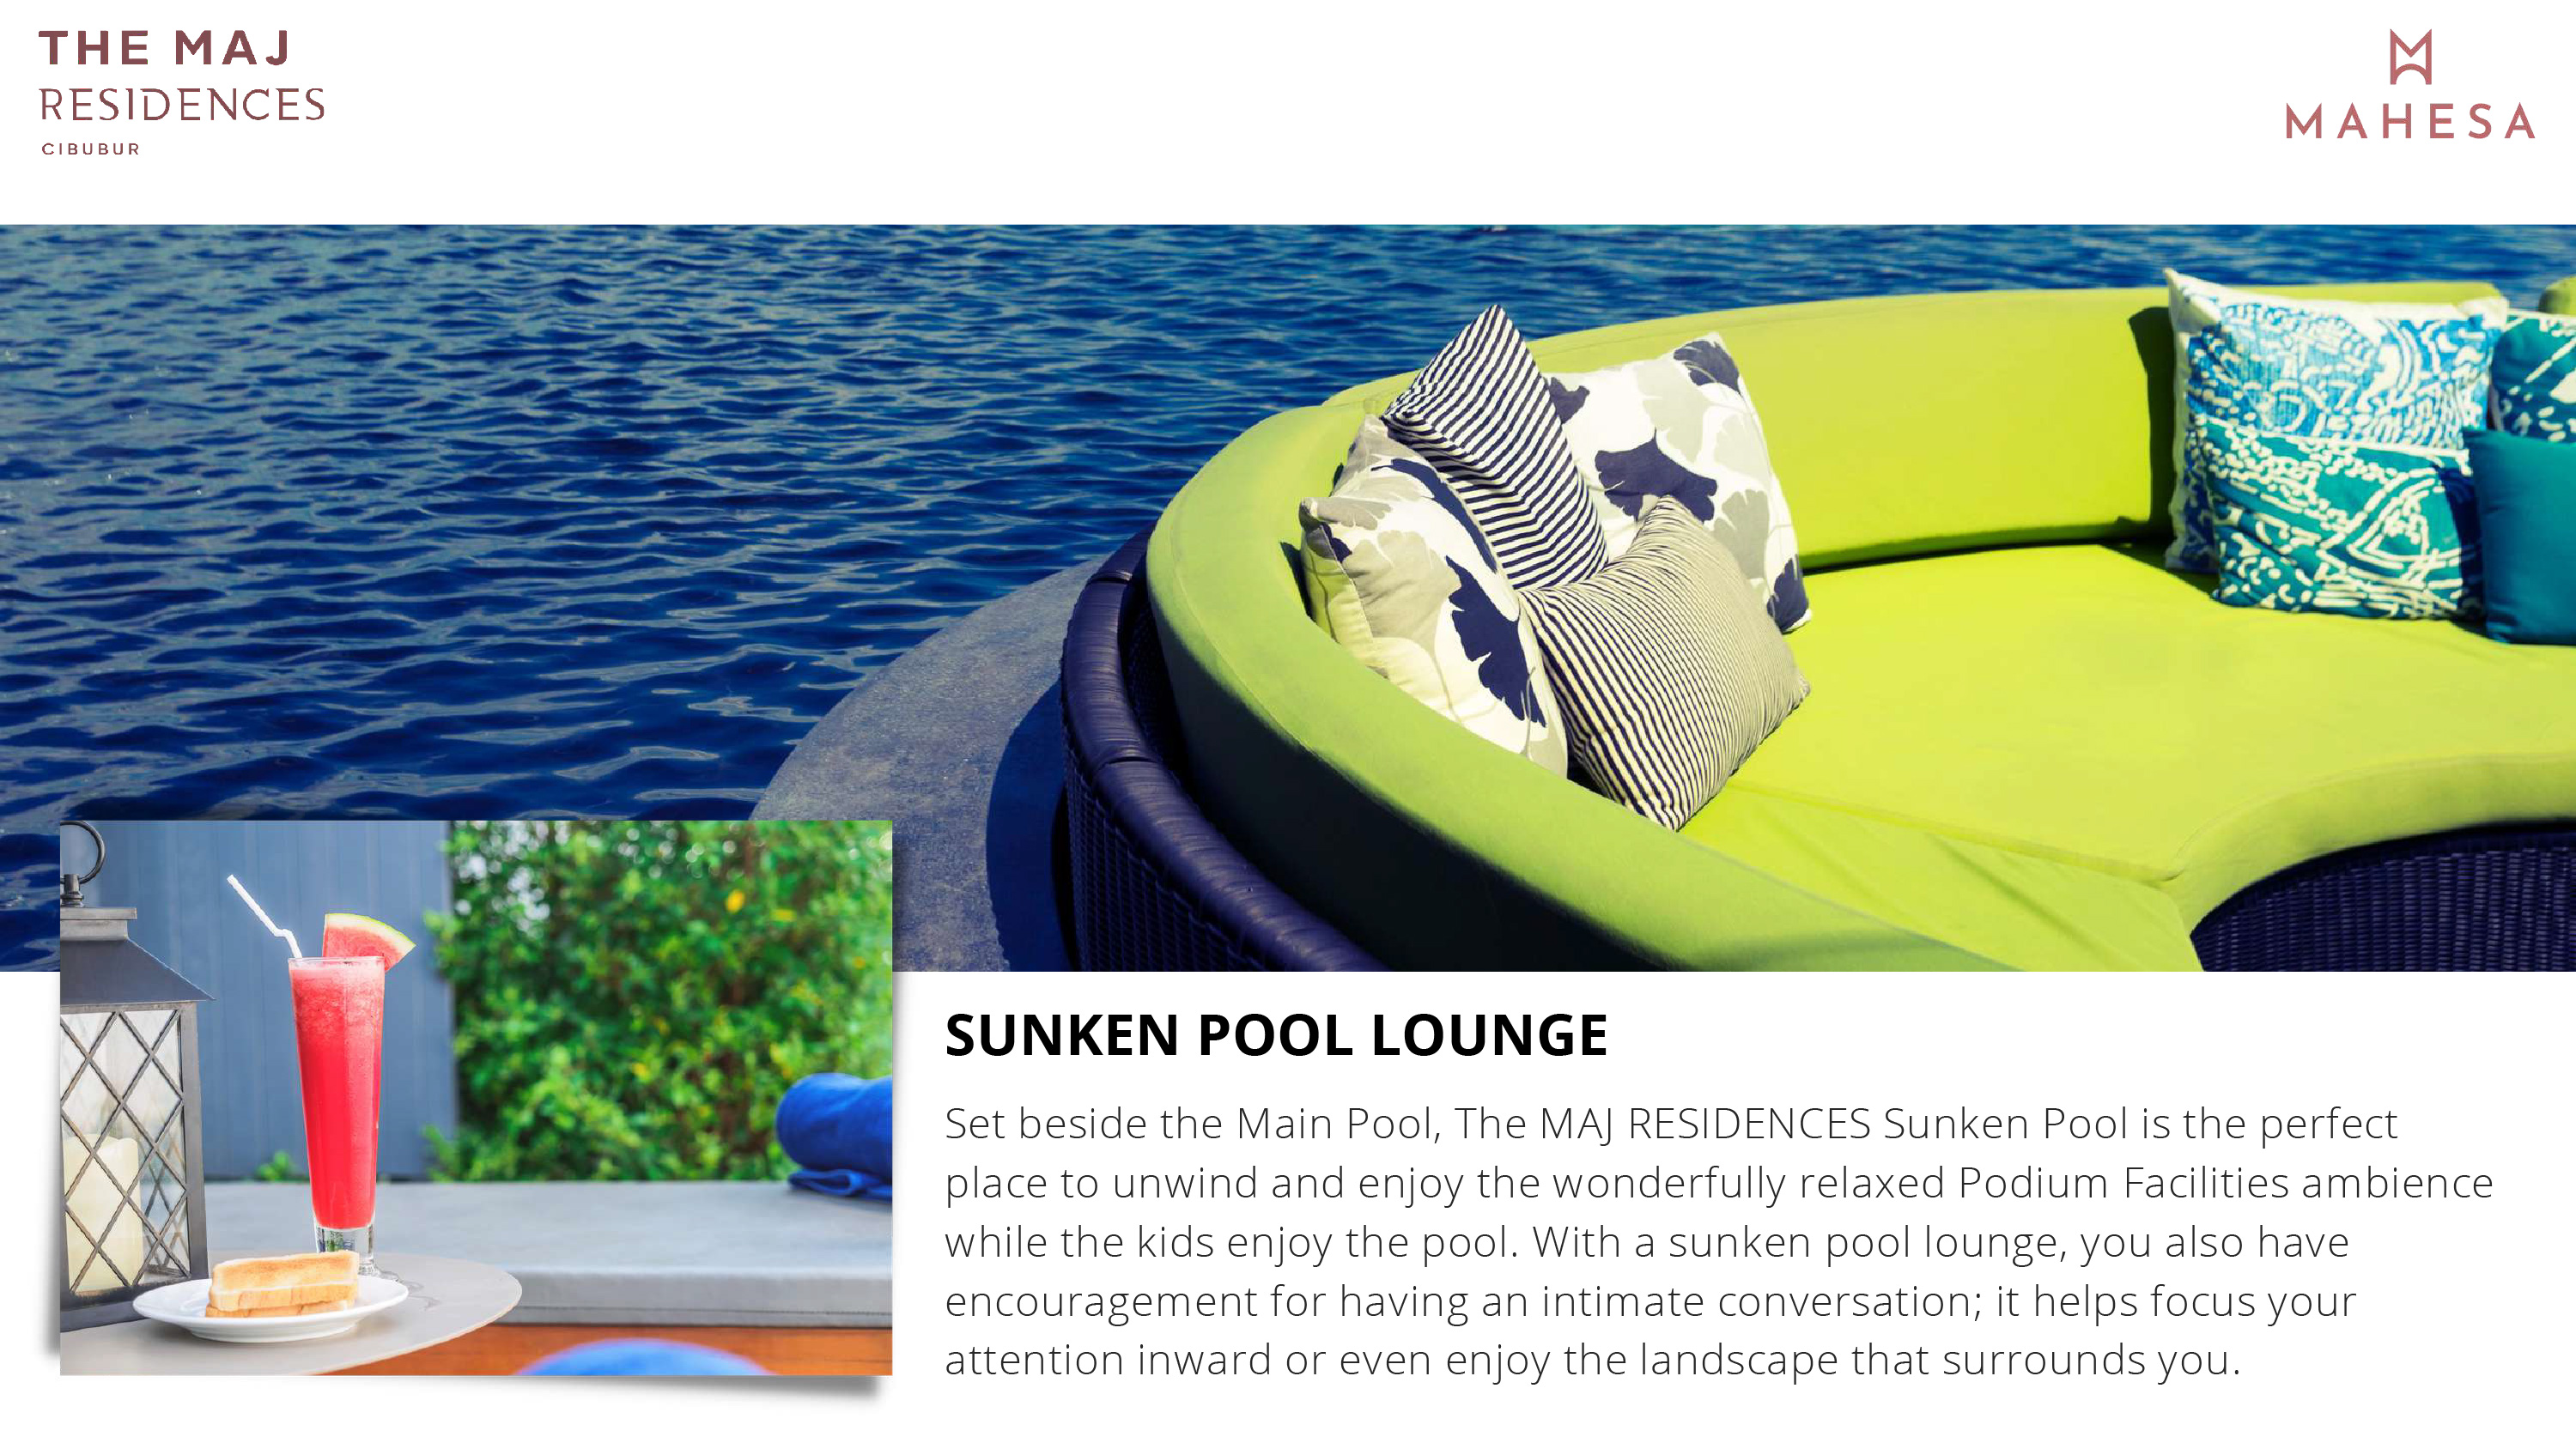 THE MAJ
RESIDENCES
CIBUBUR
MAHESA
SUNKEN POOL LOUNGE
Set beside the Main Pool, The MAJ RESIDENCES Sunken Pool is the perfect
place to unwind and enjoy the wonderfully relaxed Podium Facilities ambience
while the kids enjoy the pool. With a sunken pool lounge, you also have
encouragement for having an intimate conversation; it helps focus your
attention inward or even enjoy the landscape that surrounds you.